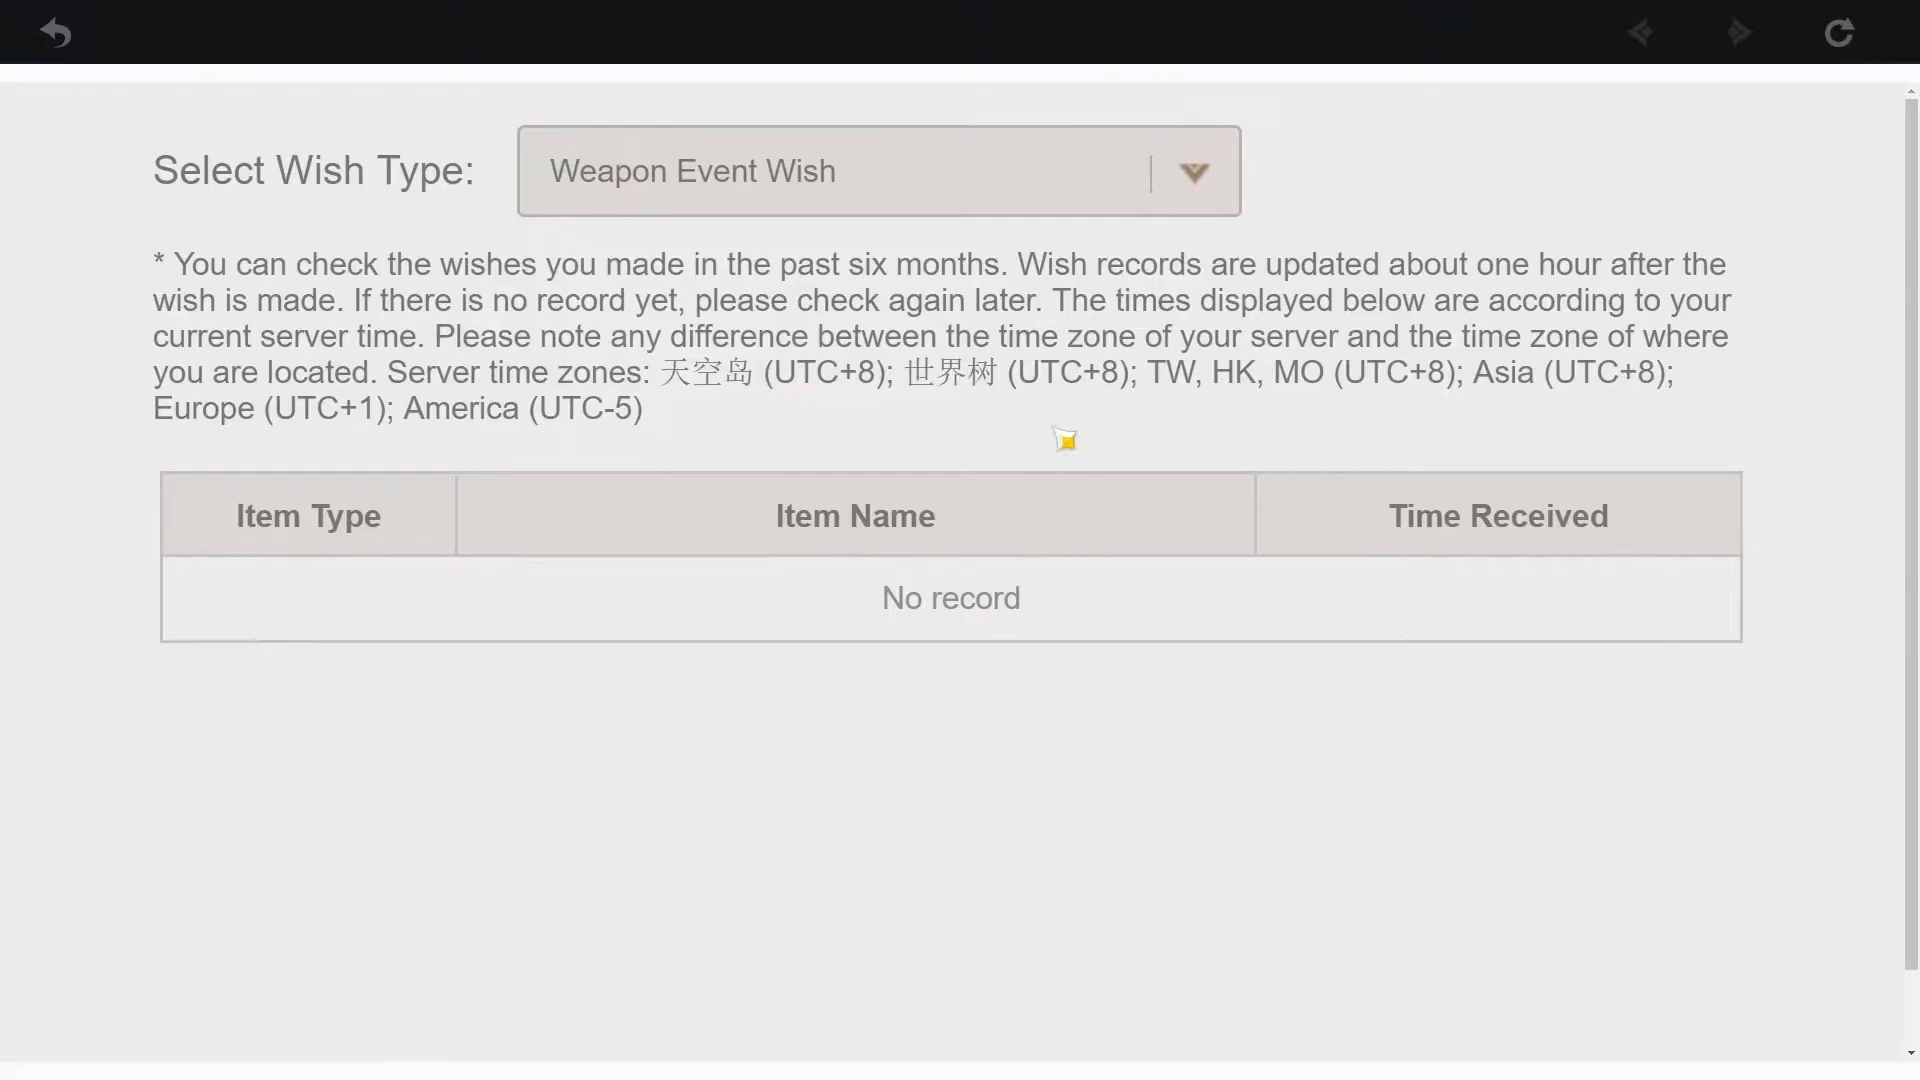 Select Wish Type:
Weapon Event Wish
* You can check the wishes you made in the past six months. Wish records are updated about one hour after the
wish is made. If there is no record yet, please check again later. The times displayed below are according to your
current server time. Please note any difference between the time zone of your server and the time zone of where
you are located. Server time zones: 天空岛 (UTC+8); 世界树 (UTC+8); TW, HK, MO (UTC+8); Asia (UTC+8);
Europe (UTC+1); America (UTC-5)
Item Type Item Name Time Received
No record